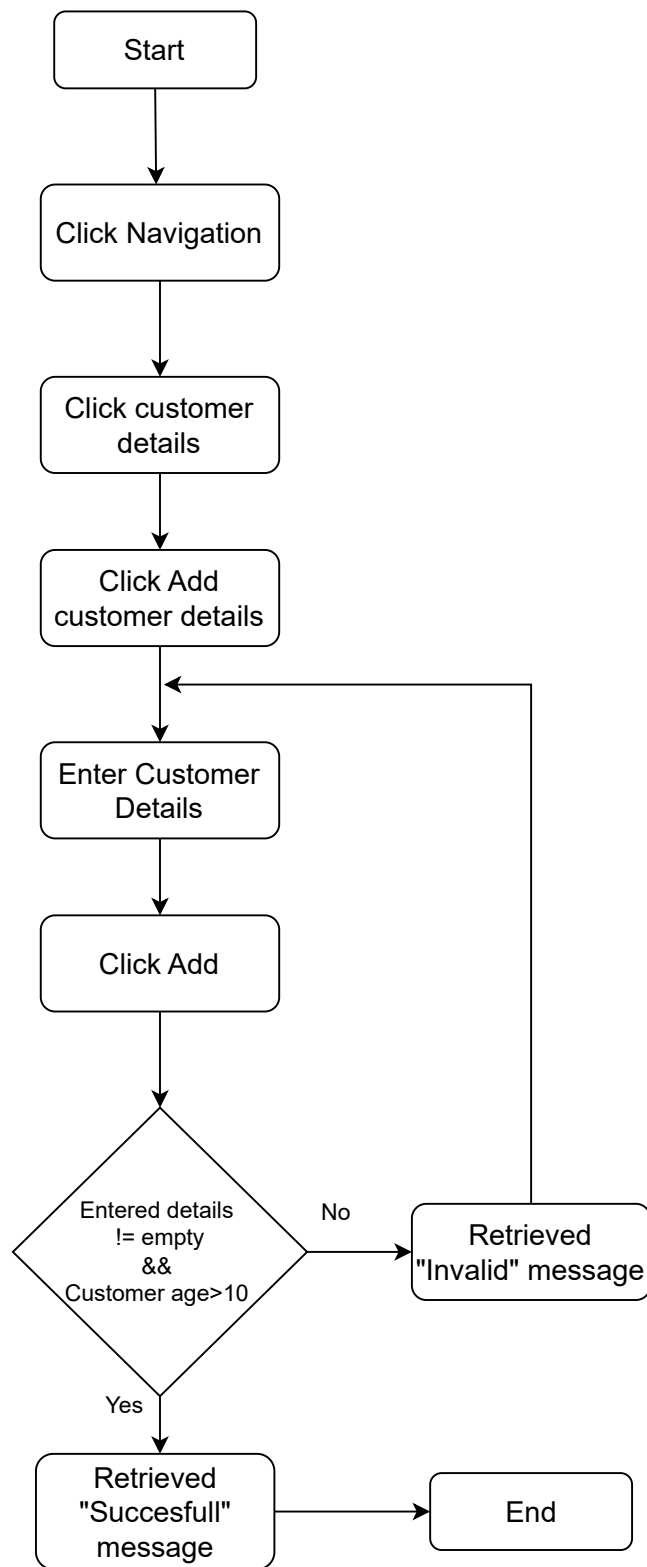 Start
Click Navigation
Click customer
details
Click Add
customer details
Enter Customer
Details
Click Add
Entered details
!= empty
&&
Customer age>10
No
Retrieved
"Invalid" message
Yes
Retrieved
"Succesfull"
message
End